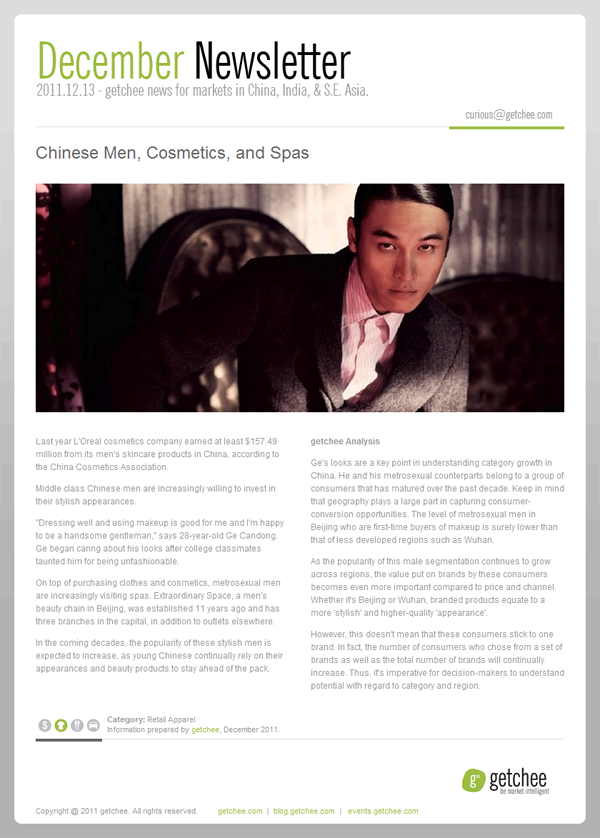 December Newsletter
2011.12.13 - getchee news for markets in China, India, & S.E. Asia.
curious@getchee.com
Chinese Men, Cosmetics, and Spas
Last year L'Oreal cosmetics company earned at least $157.49
million from its men's skincare products in China, according to
the China Cosmetics Association.
Middle class Chinese men are increasingly willing to invest in
their stylish appearances.
"Dressing well and using makeup is good for me and I'm happy
to be a handsome gentleman," says 28-year-old Ge Candong.
Ge began caring about his looks after college classmates
taunted him for being unfashionable.
On top of purchasing clothes and cosmetics, metrosexual men
are increasingly visiting spas. Extraordinary Space, a men's
beauty chain in Beijing, was established 11 years ago and has
three branches in the capital, in addition to outlets elsewhere.
In the coming decades, the popularity of these stylish men is
expected to increase, as young Chinese continually rely on their
appearances and beauty products to stay ahead of the pack.
getchee Analysis
Ge's looks are a key point in understanding category growth in
China. He and his metrosexual counterparts belong to a group of
consumers that has matured over the past decade. Keep in mind
that geography plays a large part in capturing consumer-
conversion opportunities. The level of metrosexual men in
Beijing who are first-time buyers of makeup is surely lower than
that of less developed regions such as Wuhan.
As the popularity of this male segmentation continues to grow
across regions, the value put on brands by these consumers
becomes even more important compared to price and channel.
Whether it's Beijing or Wuhan, branded products equate to a
more 'stylish' and higher-quality 'appearance'.
However, this doesn't mean that these consumers stick to one
brand. In fact, the number of consumers who chose from a set of
brands as well as the total number of brands will continually
increase. Thus, it's imperative for decision-makers to understand
potential with regard to category and region.
$
Category: Retail Apparel
Information prepared by getchee, December 2011.
g° getchee
be market intelligent
Copyright @ 2011 getchee. All rights reserved. getchee.com | blog.getchee.com | events.getchee.com